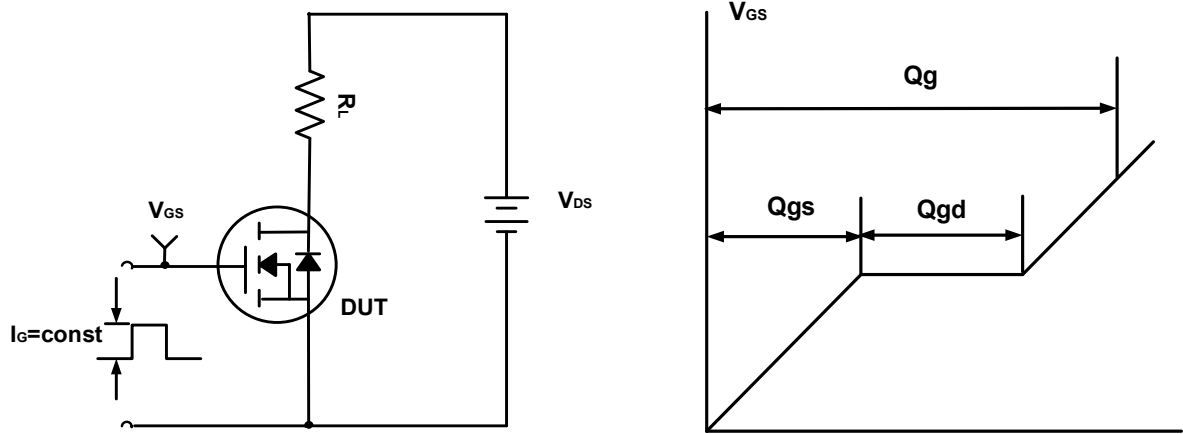 RL
VGS
VDS
DUT
IG=const
VGS
Qg
Qgs
Qgd